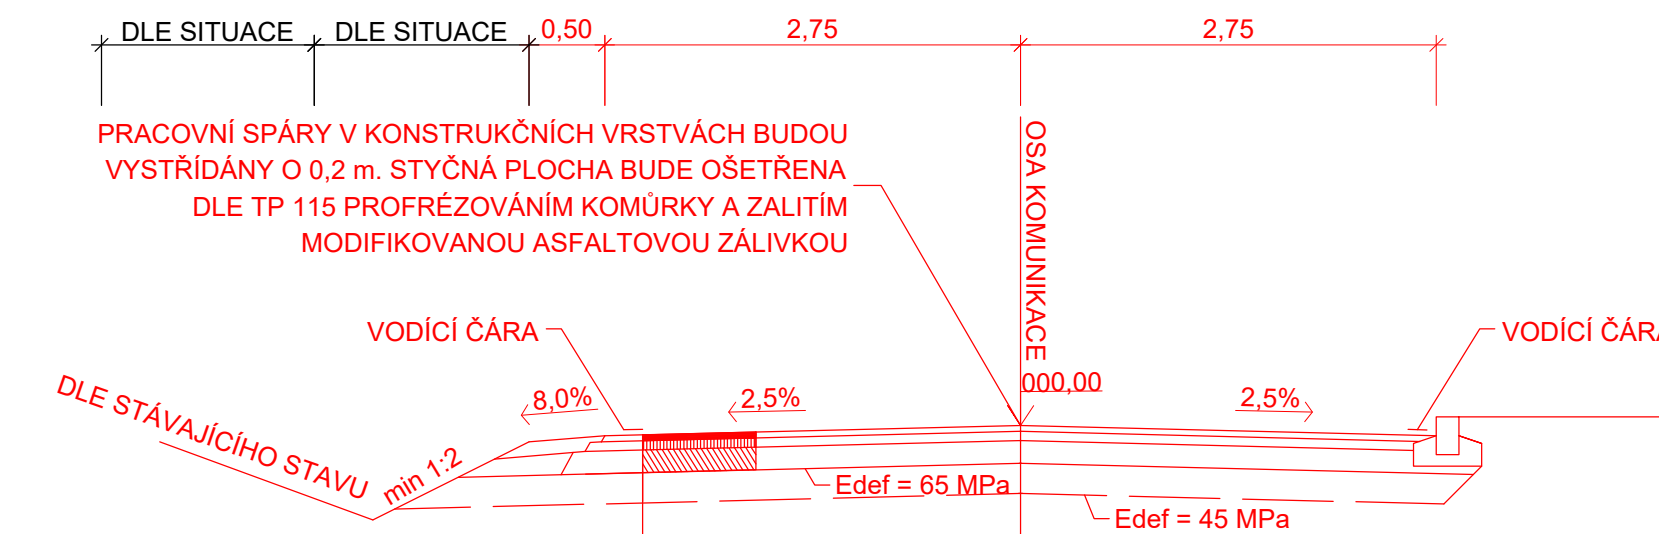 DLE SITUACE DLE SITUACE 0,50 2,75 2,75
PRACOVNÍ SPÁRY V KONSTRUKČNÍCH VRSTVÁCH BUDOU
VYSTŘÍDÁNY O 0,2 m. STYČNÁ PLOCHA BUDE OŠETŘENA
DLE TP 115 PROFRÉZOVÁNÍM KOMŮRKY A ZALITÍM
MODIFIKOVANOU ASFALTOVOU ZÁLIVKOU
OSA KOMUNIKACE
VODÍCÍ ČÁRA
VODÍCÍ ČÁRA
000,00
8,0%
2,5%
2,5%
DLE STÁVAJÍCÍHO STAVU
min 1:2
Edef = 65 MPa
Edef = 45 MPa